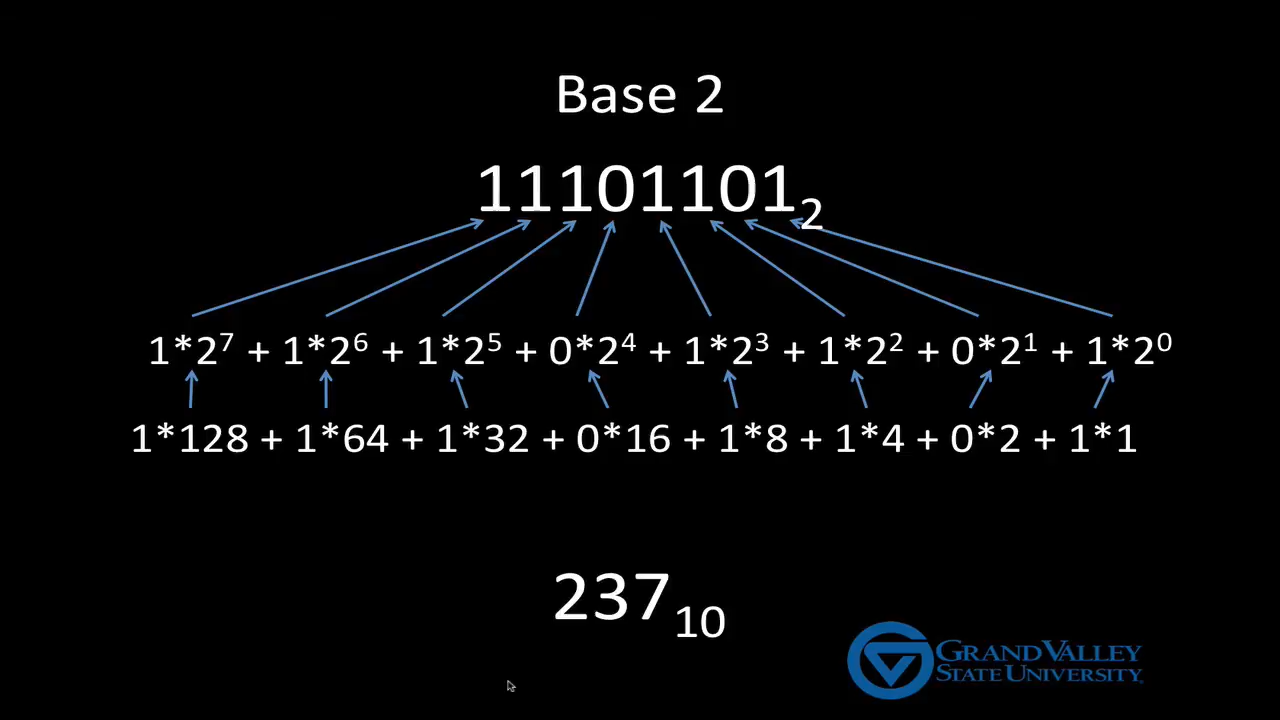 Base 2
11101101₂
1*2⁷ + 1*2⁶ + 1*2⁵ + 0*2⁴ + 1*2³ + 1*2² + 0*2¹ + 1*2⁰
1*128 + 1*64 + 1*32 + 0*16 + 1*8 + 1*4 + 0*2 + 1*1
237₁₀
GRAND VALLEY
STATE UNIVERSITY